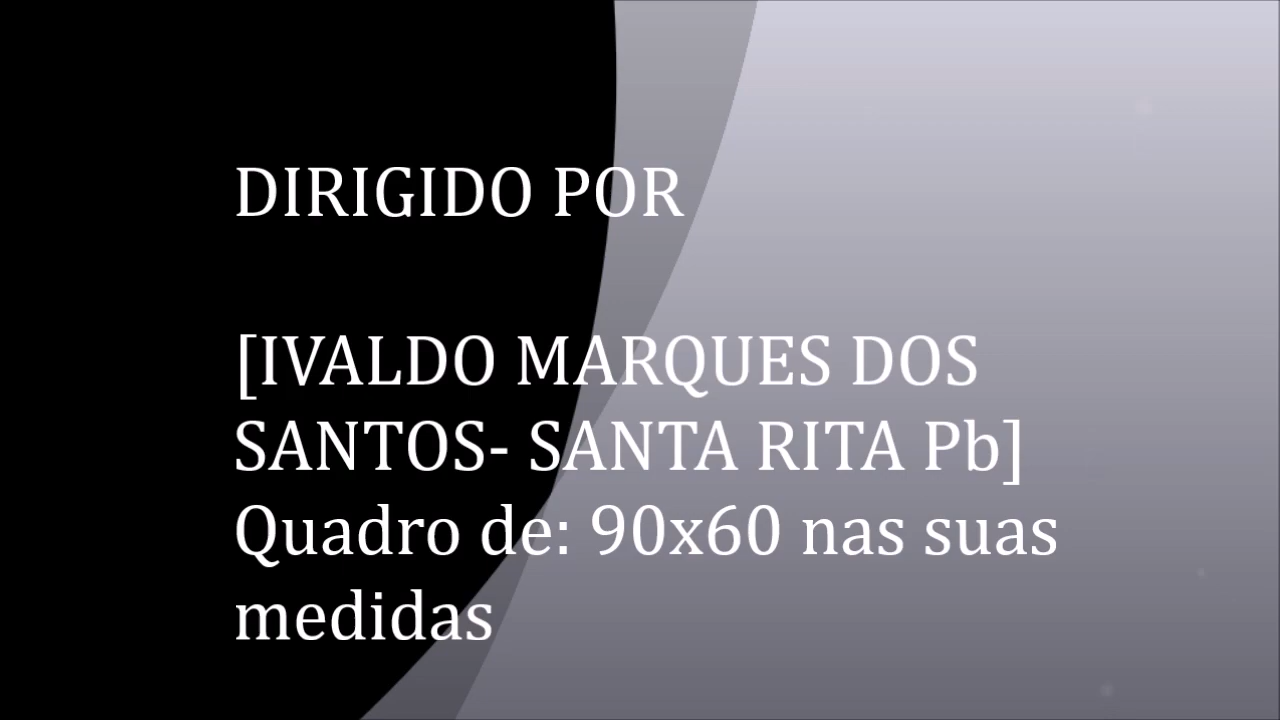 DIRIGIDO POR
[IVALDO MARQUES DOS
SANTOS- SANTA RITA Pb]
Quadro de: 90x60 nas suas
medidas